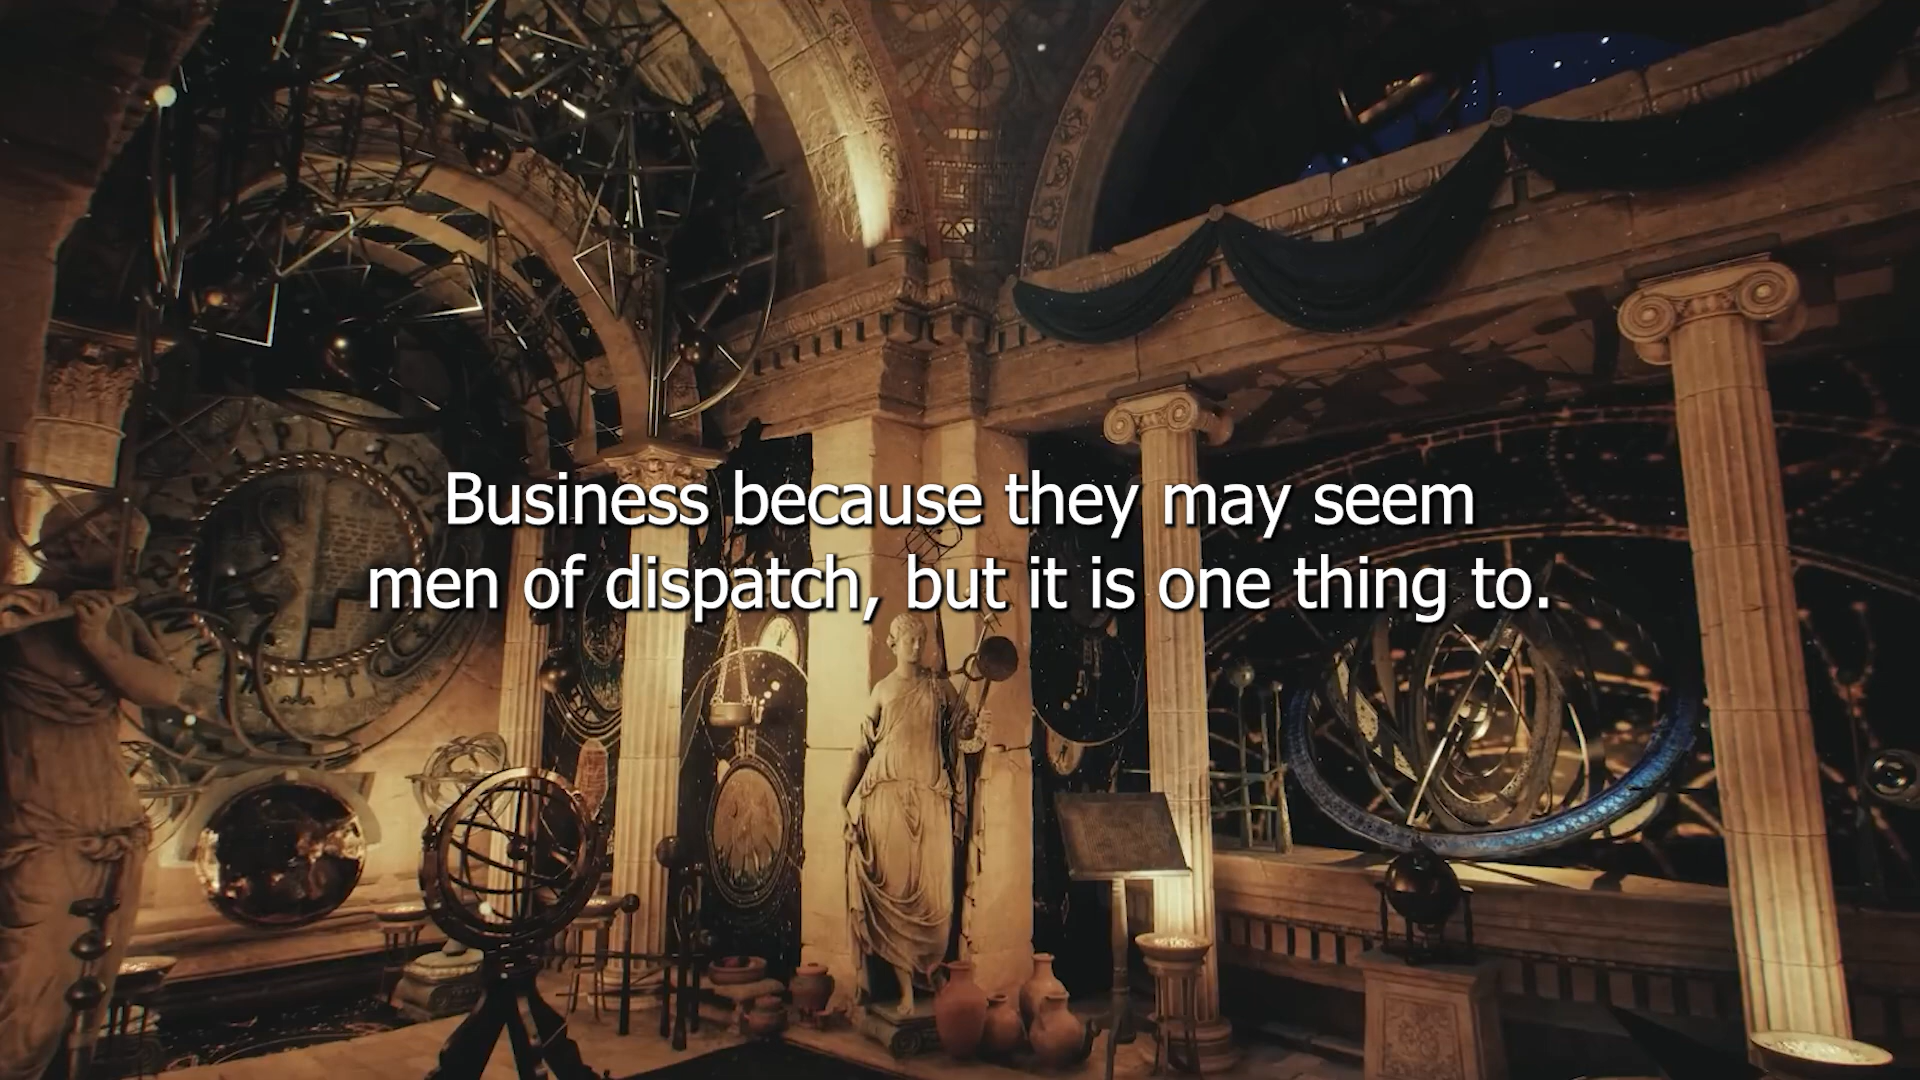 Business because they may seem
men of dispatch, but it is one thing to.